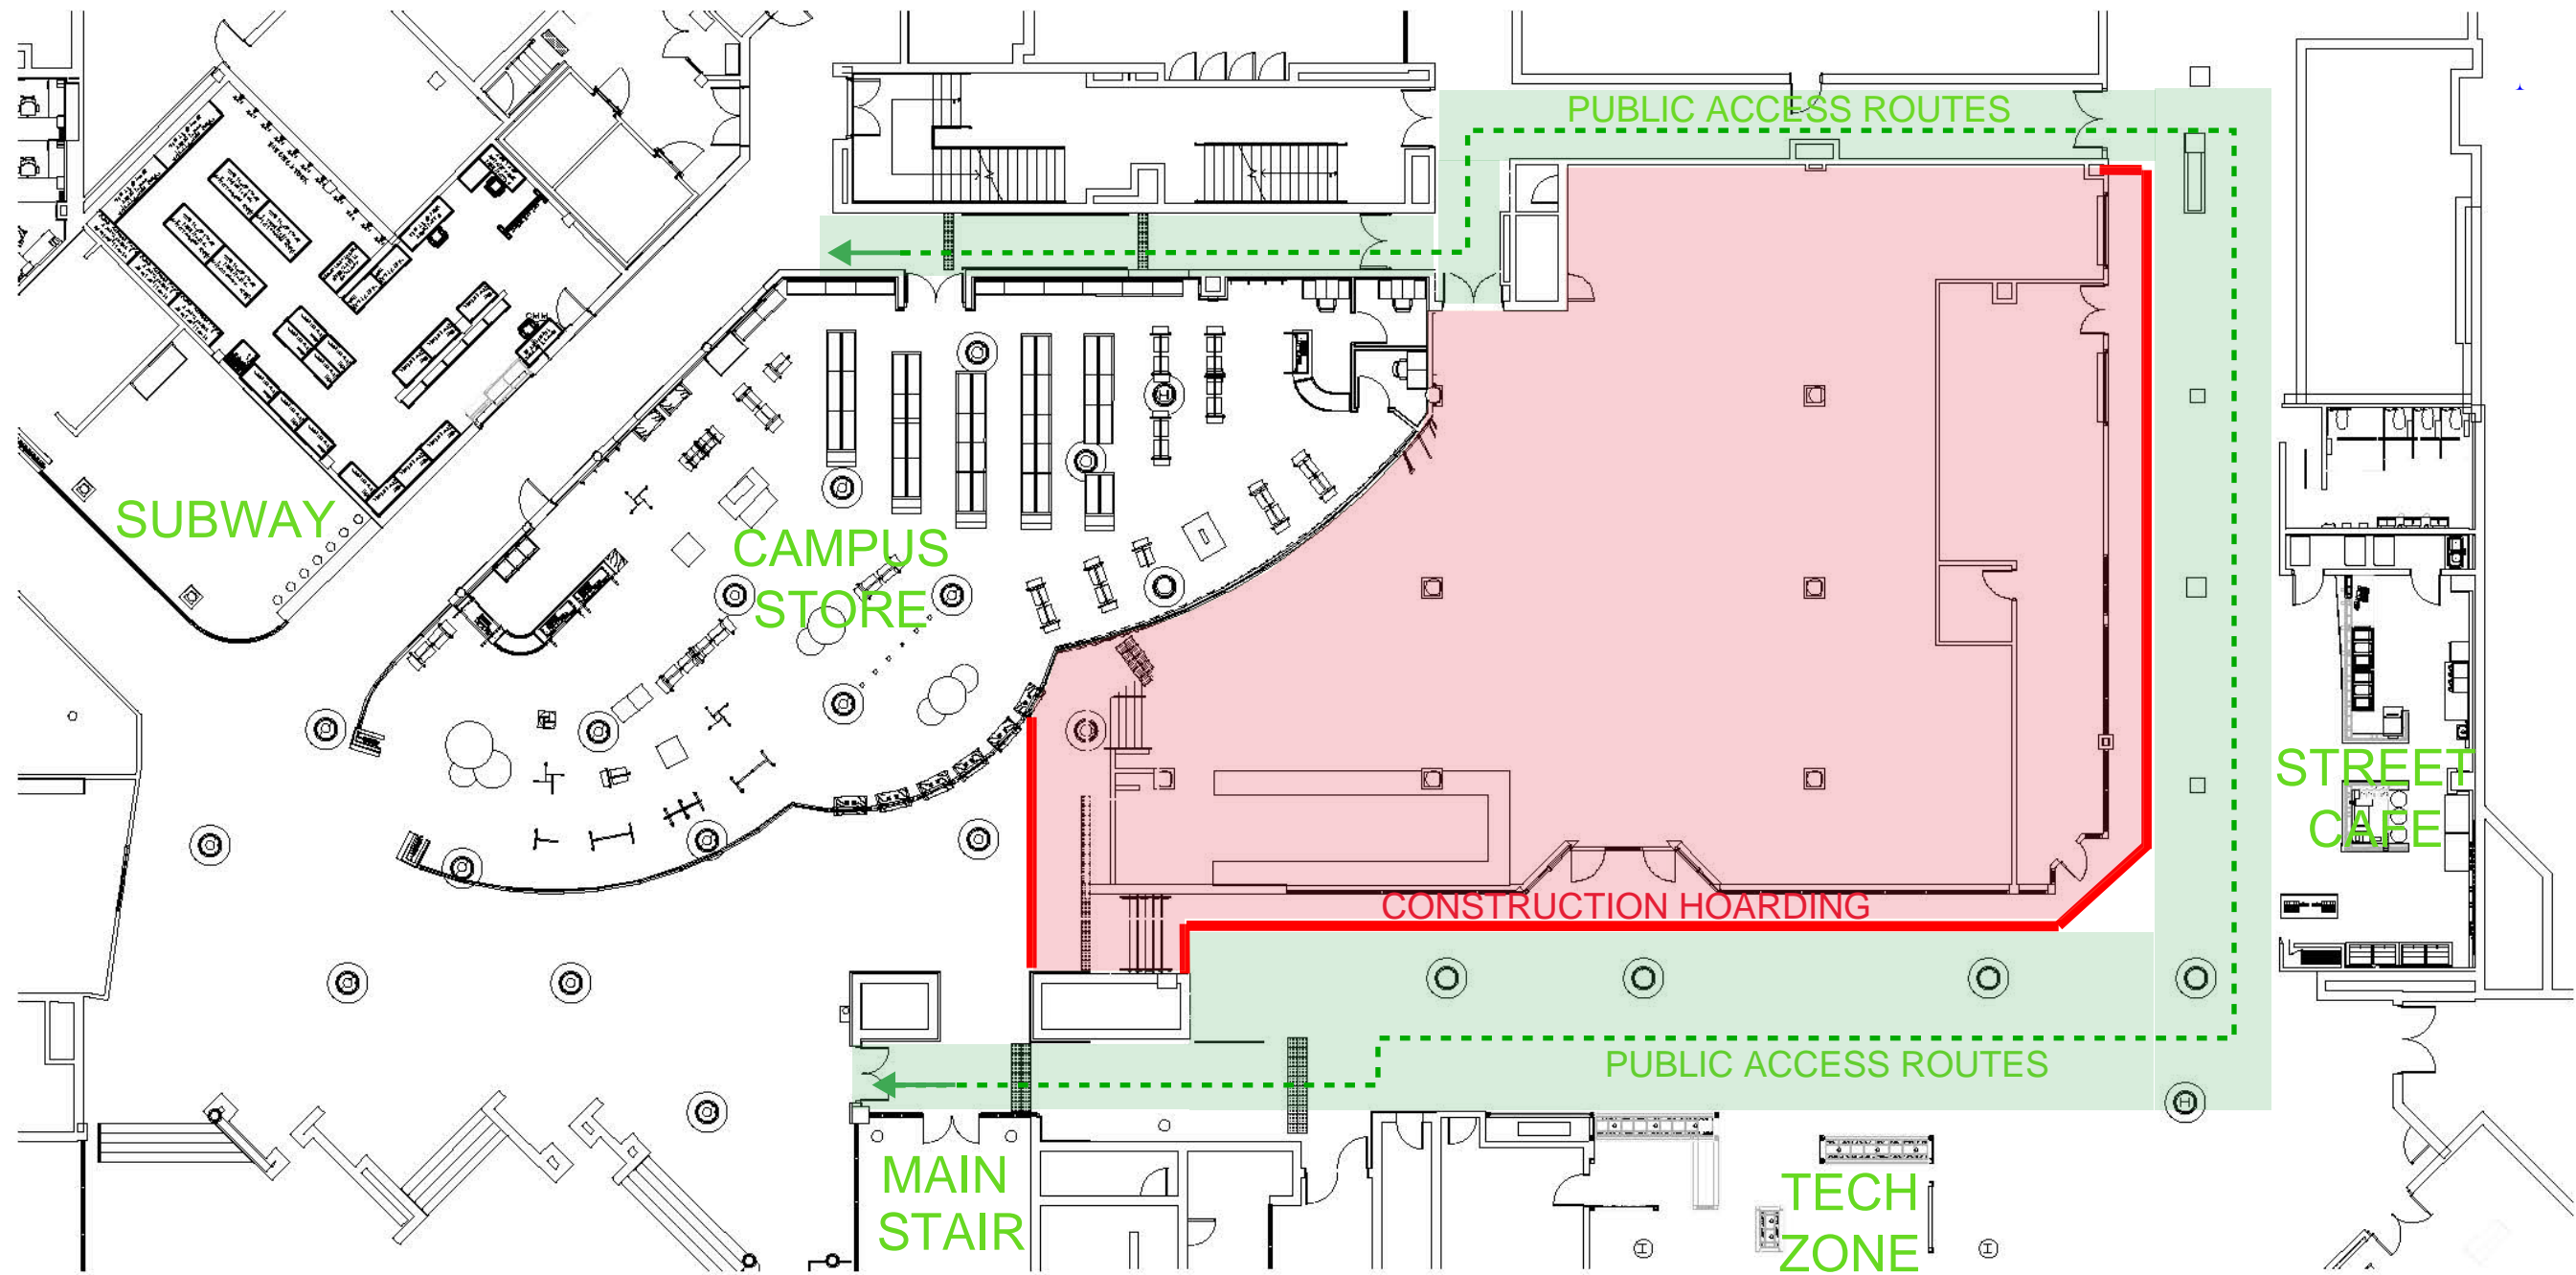 PUBLIC ACCESS ROUTES
SUBWAY
CAMPUS
STORE
STREET
CAFE
CONSTRUCTION HOARDING
PUBLIC ACCESS ROUTES
MAIN
STAIR
TECH
ZONE